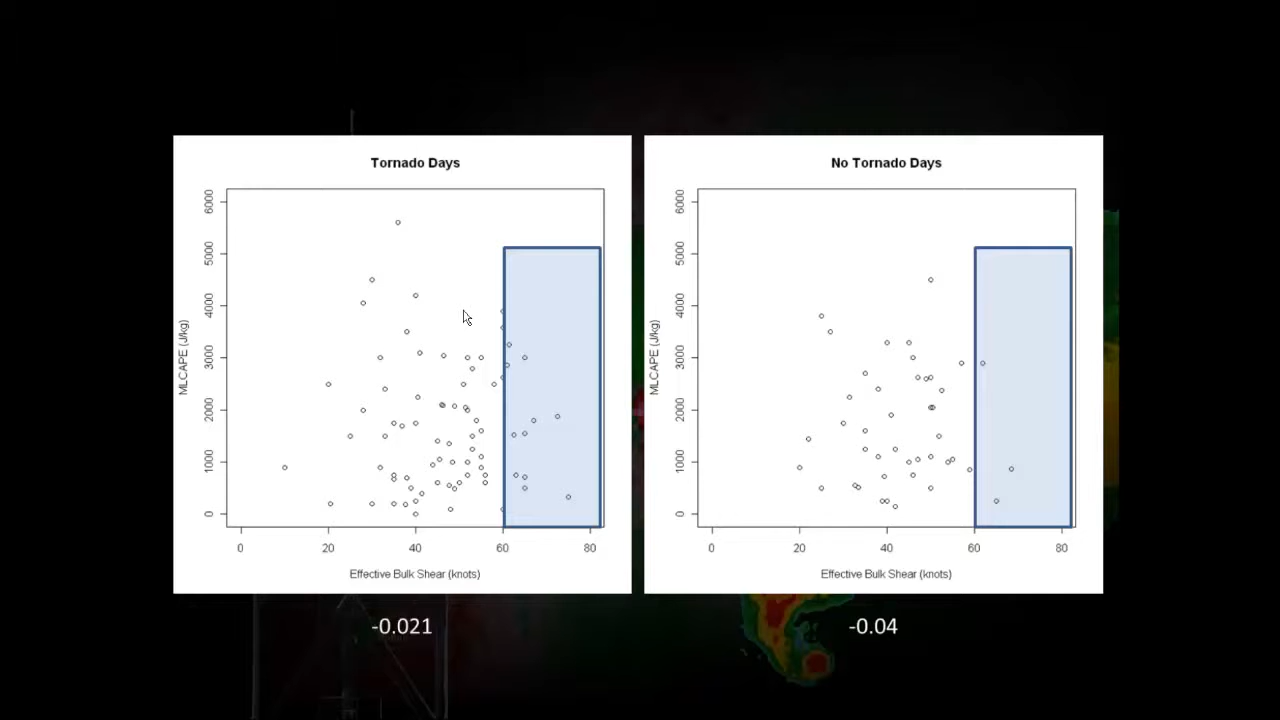 Tornado Days
6000
5000
4000
3000
2000
1000
0
MLCAPE (J/kg)
0 20 40 60 80
Effective Bulk Shear (knots)
-0.021
No Tornado Days
6000
5000
4000
3000
2000
1000
0
MLCAPE (J/kg)
0 20 40 60 80
Effective Bulk Shear (knots)
-0.04